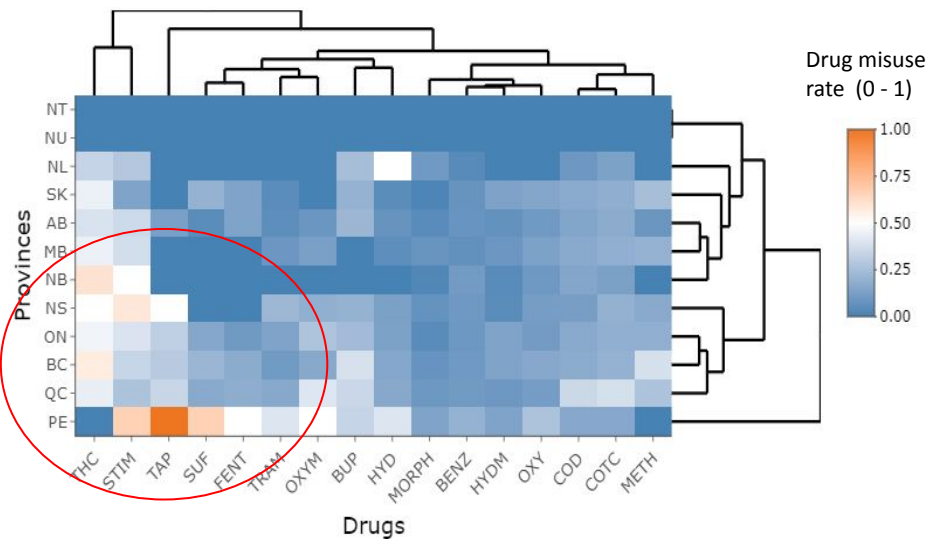 Drug misuse
rate (0 - 1)
1.00
0.75
0.50
0.25
0.00
Provinces
NT
NU
NL
SK
AB
MB
NB
NS
ON
BC
QC
PE
THC
STIM
TAP
SUF
FENT
TRAM
OXYM
BUP
HYD
MORPH
BENZ
HYDM
OXY
COD
COTC
METH
Drugs